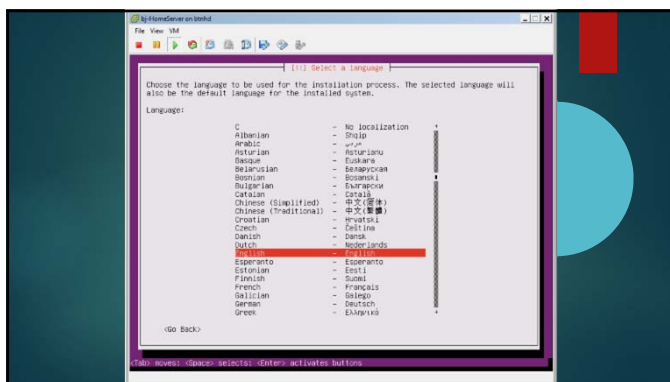 bj-HomeServer on btnhd
File View VM
[!!] Select a language
Choose the language to be used for the installation process. The selected language will
also be the default language for the installed system.
Language:
C - No localization
Albanian - Shqip
Arabic - عربي
Asturian - Asturianu
Basque - Euskara
Belarusian - Беларуская
Bosnian - Bosanski
Bulgarian - Български
Catalan - Català
Chinese (Simplified) - 中文(简体)
Chinese (Traditional) - 中文(繁體)
Croatian - Hrvatski
Czech - Čeština
Danish - Dansk
Dutch - Nederlands
English - English
Esperanto - Esperanto
Estonian - Eesti
Finnish - Suomi
French - Français
Galician - Galego
German - Deutsch
Greek - Ελληνικά
<Go Back>
<Tab> moves; <Space> selects; <Enter> activates buttons